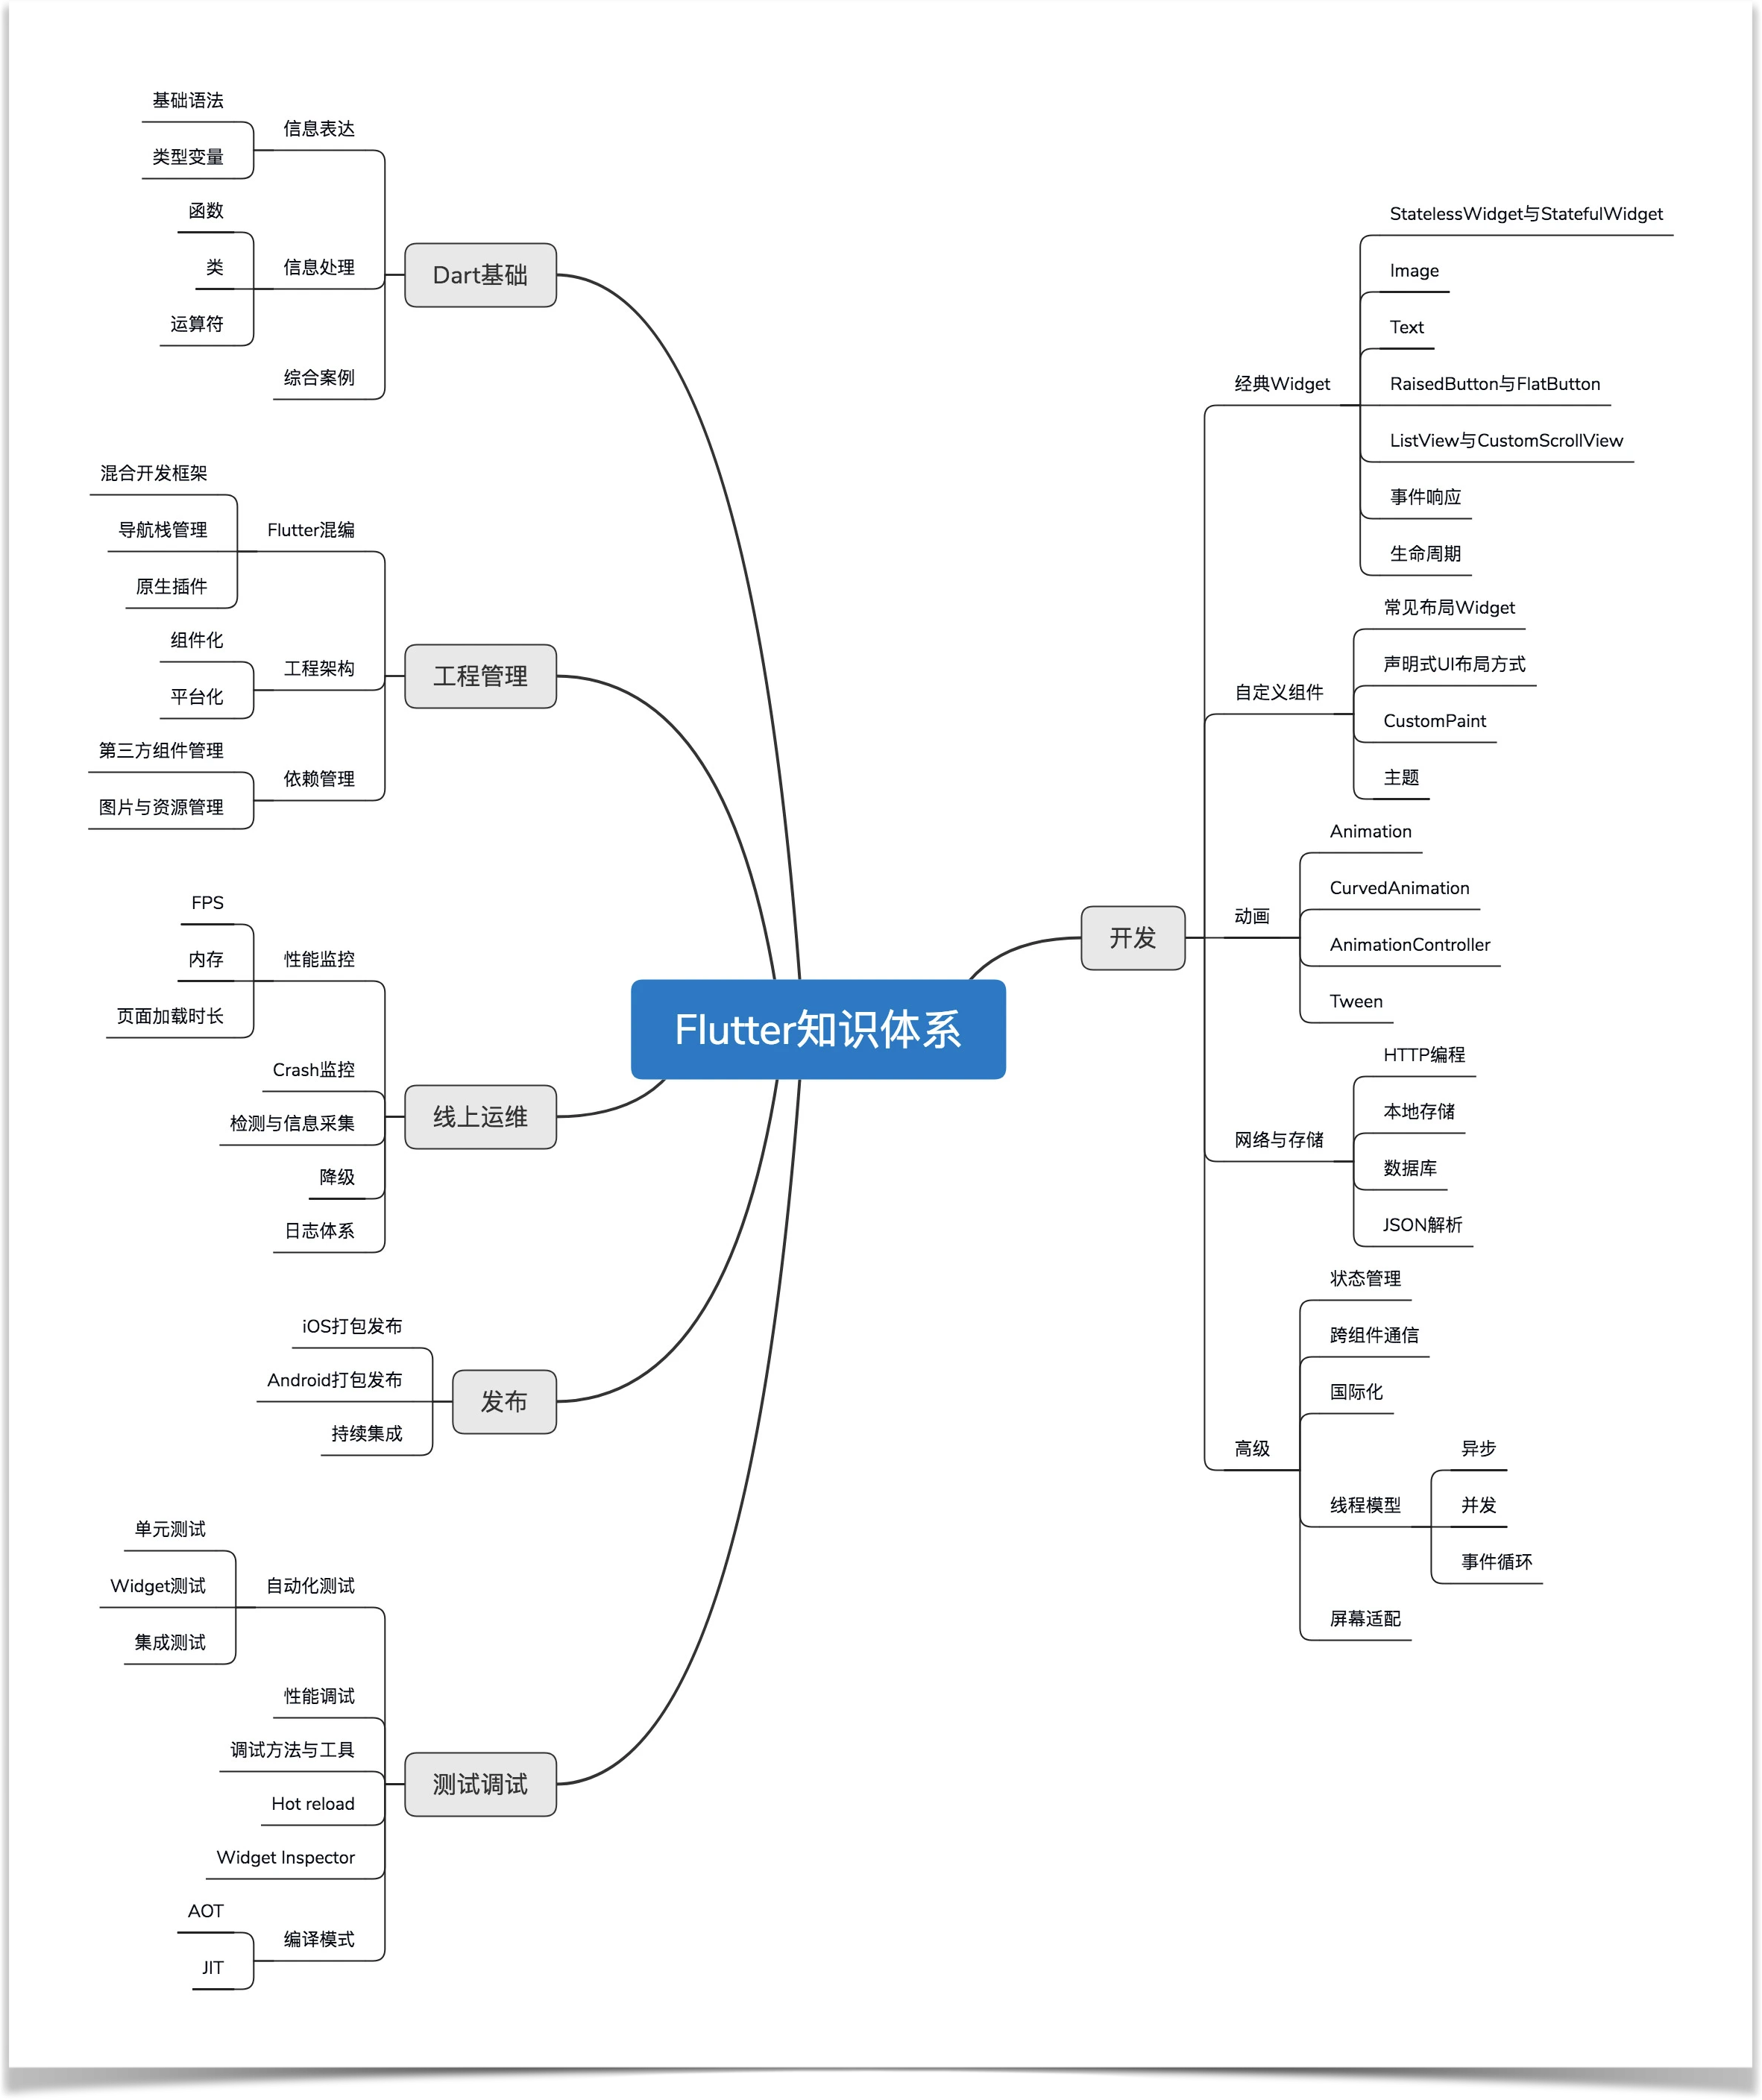 Flutter知识体系
Dart基础
信息表达
基础语法
类型变量
信息处理
函数
类
运算符
综合案例
工程管理
Flutter混编
混合开发框架
导航栈管理
原生插件
工程架构
组件化
平台化
依赖管理
第三方组件管理
图片与资源管理
线上运维
性能监控
FPS
内存
页面加载时长
Crash监控
检测与信息采集
降级
日志体系
发布
iOS打包发布
Android打包发布
持续集成
测试调试
自动化测试
单元测试
Widget测试
集成测试
性能调试
调试方法与工具
Hot reload
Widget Inspector
编译模式
AOT
JIT
开发
经典Widget
StatelessWidget与StatefulWidget
Image
Text
RaisedButton与FlatButton
ListView与CustomScrollView
事件响应
生命周期
自定义组件
常见布局Widget
声明式UI布局方式
CustomPaint
主题
动画
Animation
CurvedAnimation
AnimationController
Tween
网络与存储
HTTP编程
本地存储
数据库
JSON解析
高级
状态管理
跨组件通信
国际化
线程模型
异步
并发
事件循环
屏幕适配